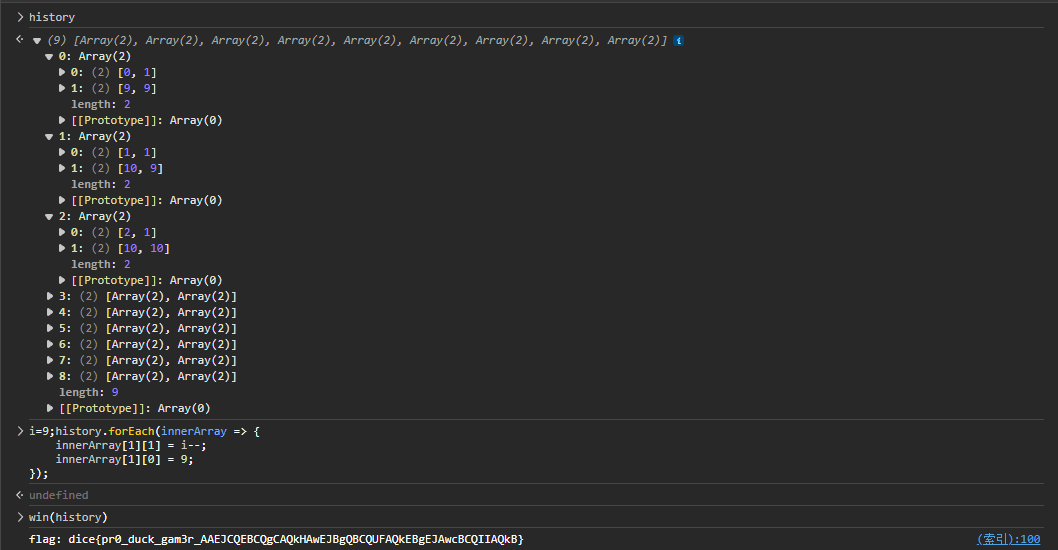 history
(9) [Array(2), Array(2), Array(2), Array(2), Array(2), Array(2), Array(2), Array(2), Array(2)] i
0: Array(2)
0: (2) [0, 1]
1: (2) [9, 9]
length: 2
[[Prototype]]: Array(0)
1: Array(2)
0: (2) [1, 1]
1: (2) [10, 9]
length: 2
[[Prototype]]: Array(0)
2: Array(2)
0: (2) [2, 1]
1: (2) [10, 10]
length: 2
[[Prototype]]: Array(0)
3: (2) [Array(2), Array(2)]
4: (2) [Array(2), Array(2)]
5: (2) [Array(2), Array(2)]
6: (2) [Array(2), Array(2)]
7: (2) [Array(2), Array(2)]
8: (2) [Array(2), Array(2)]
length: 9
[[Prototype]]: Array(0)
i=9;history.forEach(innerArray => {
innerArray[1][1] = i--;
innerArray[1][0] = 9;
});
undefined
win(history)
flag: dice{pr0_duck_gam3r_AAEJCQEBCQgCAQkHAwEJBgQBCQUFAQkEBgEJAwcBCQIIAQkB} (索引):100